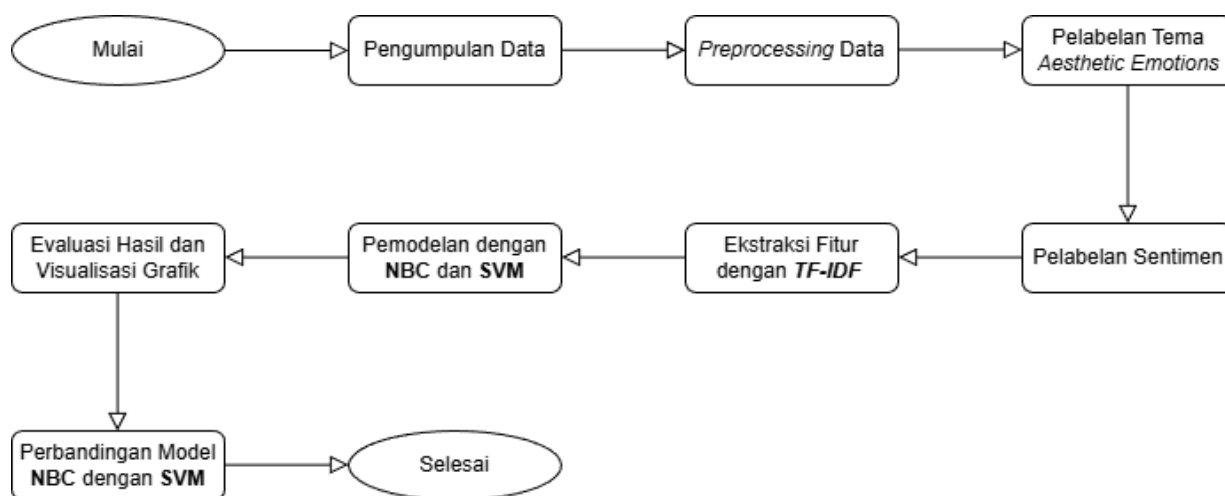 Mulai
Pengumpulan Data
Preprocessing Data
Pelabelan Tema
Aesthetic Emotions
Pelabelan Sentimen
Ekstraksi Fitur
dengan TF-IDF
Pemodelan dengan
NBC dan SVM
Evaluasi Hasil dan
Visualisasi Grafik
Perbandingan Model
NBC dengan SVM
Selesai